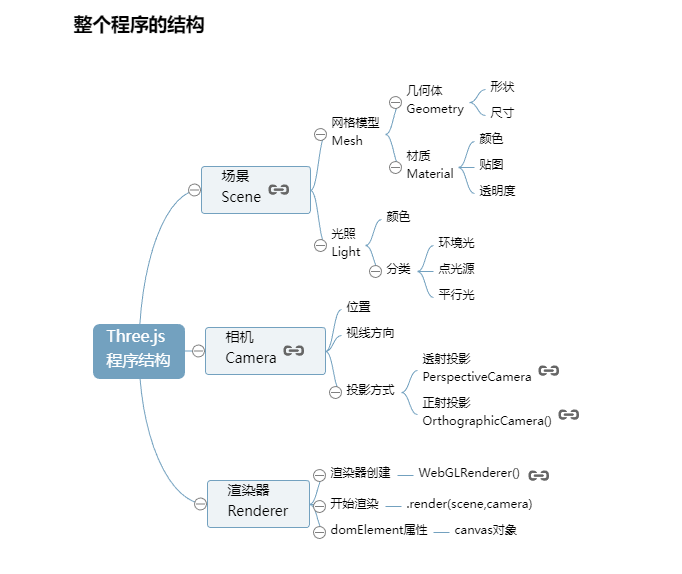 整个程序的结构
Three.js
程序结构
场景
Scene
网格模型
Mesh
几何体
Geometry
形状
尺寸
材质
Material
颜色
贴图
透明度
光照
Light
颜色
分类
环境光
点光源
平行光
相机
Camera
位置
视线方向
投影方式
透射投影
PerspectiveCamera
正射投影
OrthographicCamera()
渲染器
Renderer
渲染器创建
WebGLRenderer()
开始渲染
.render(scene,camera)
domElement属性
canvas对象